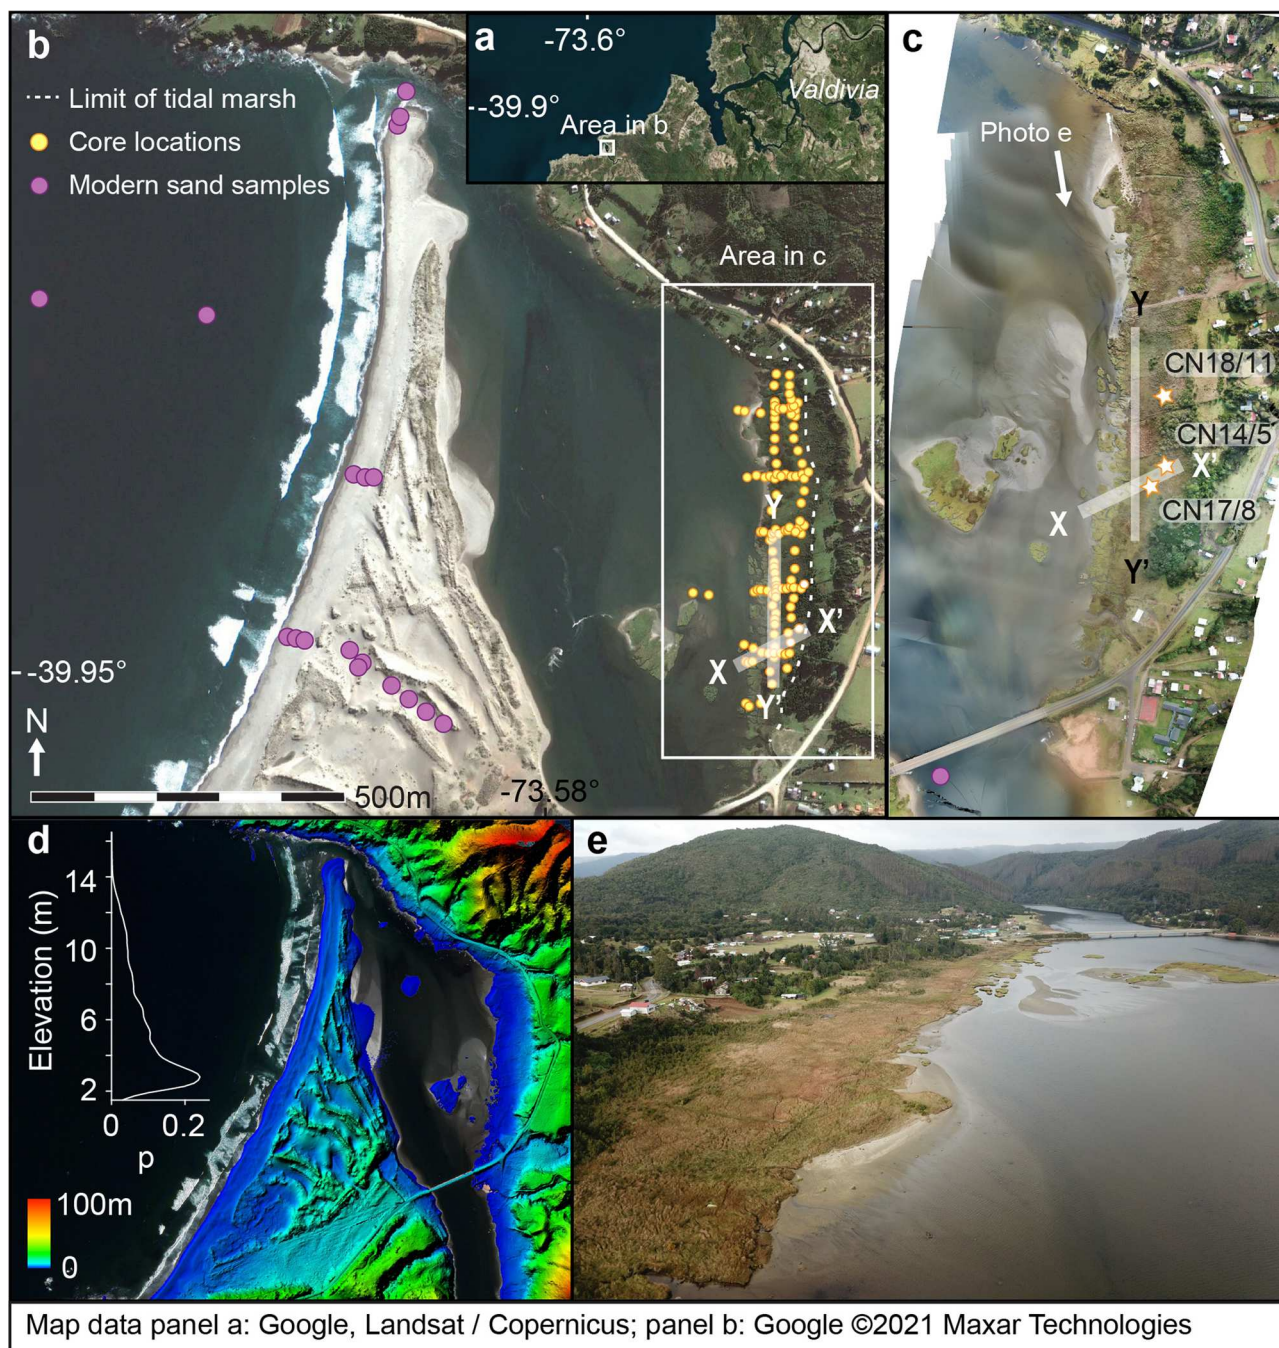 b
Limit of tidal marsh
Core locations
Modern sand samples
a
-73.6°
-39.9°
Valdivia
Area in b
Area in c
Y
X'
X
Y'
-39.95°
N
500m
-73.58°
c
Photo e
Y
CN18/11
CN14/5
X'
X
CN17/8
Y'
d
14
10
6
2
Elevation (m)
0
0.2
p
100m
0
e
Map data panel a: Google, Landsat / Copernicus; panel b: Google ©2021 Maxar Technologies